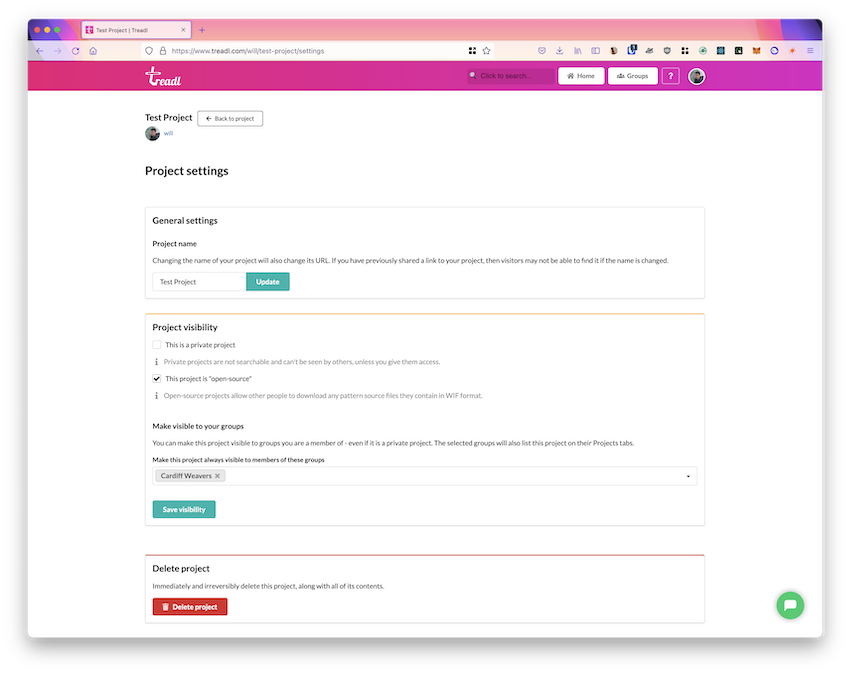 Test Project | Treadl
https://www.treadl.com/will/test-project/settings
treadl
Click to search...
Home
Groups
?
Test Project
Back to project
will
Project settings
General settings
Project name
Changing the name of your project will also change its URL. If you have previously shared a link to your project, then visitors may not be able to find it if the name is changed.
Test Project
Update
Project visibility
This is a private project
Private projects are not searchable and can't be seen by others, unless you give them access.
This project is "open-source"
Open-source projects allow other people to download any pattern source files they contain in WIF format.
Make visible to your groups
You can make this project visible to groups you are a member of - even if it is a private project. The selected groups will also list this project on their Projects tabs.
Make this project always visible to members of these groups
Cardiff Weavers
Save visibility
Delete project
Immediately and irreversibly delete this project, along with all of its contents.
Delete project